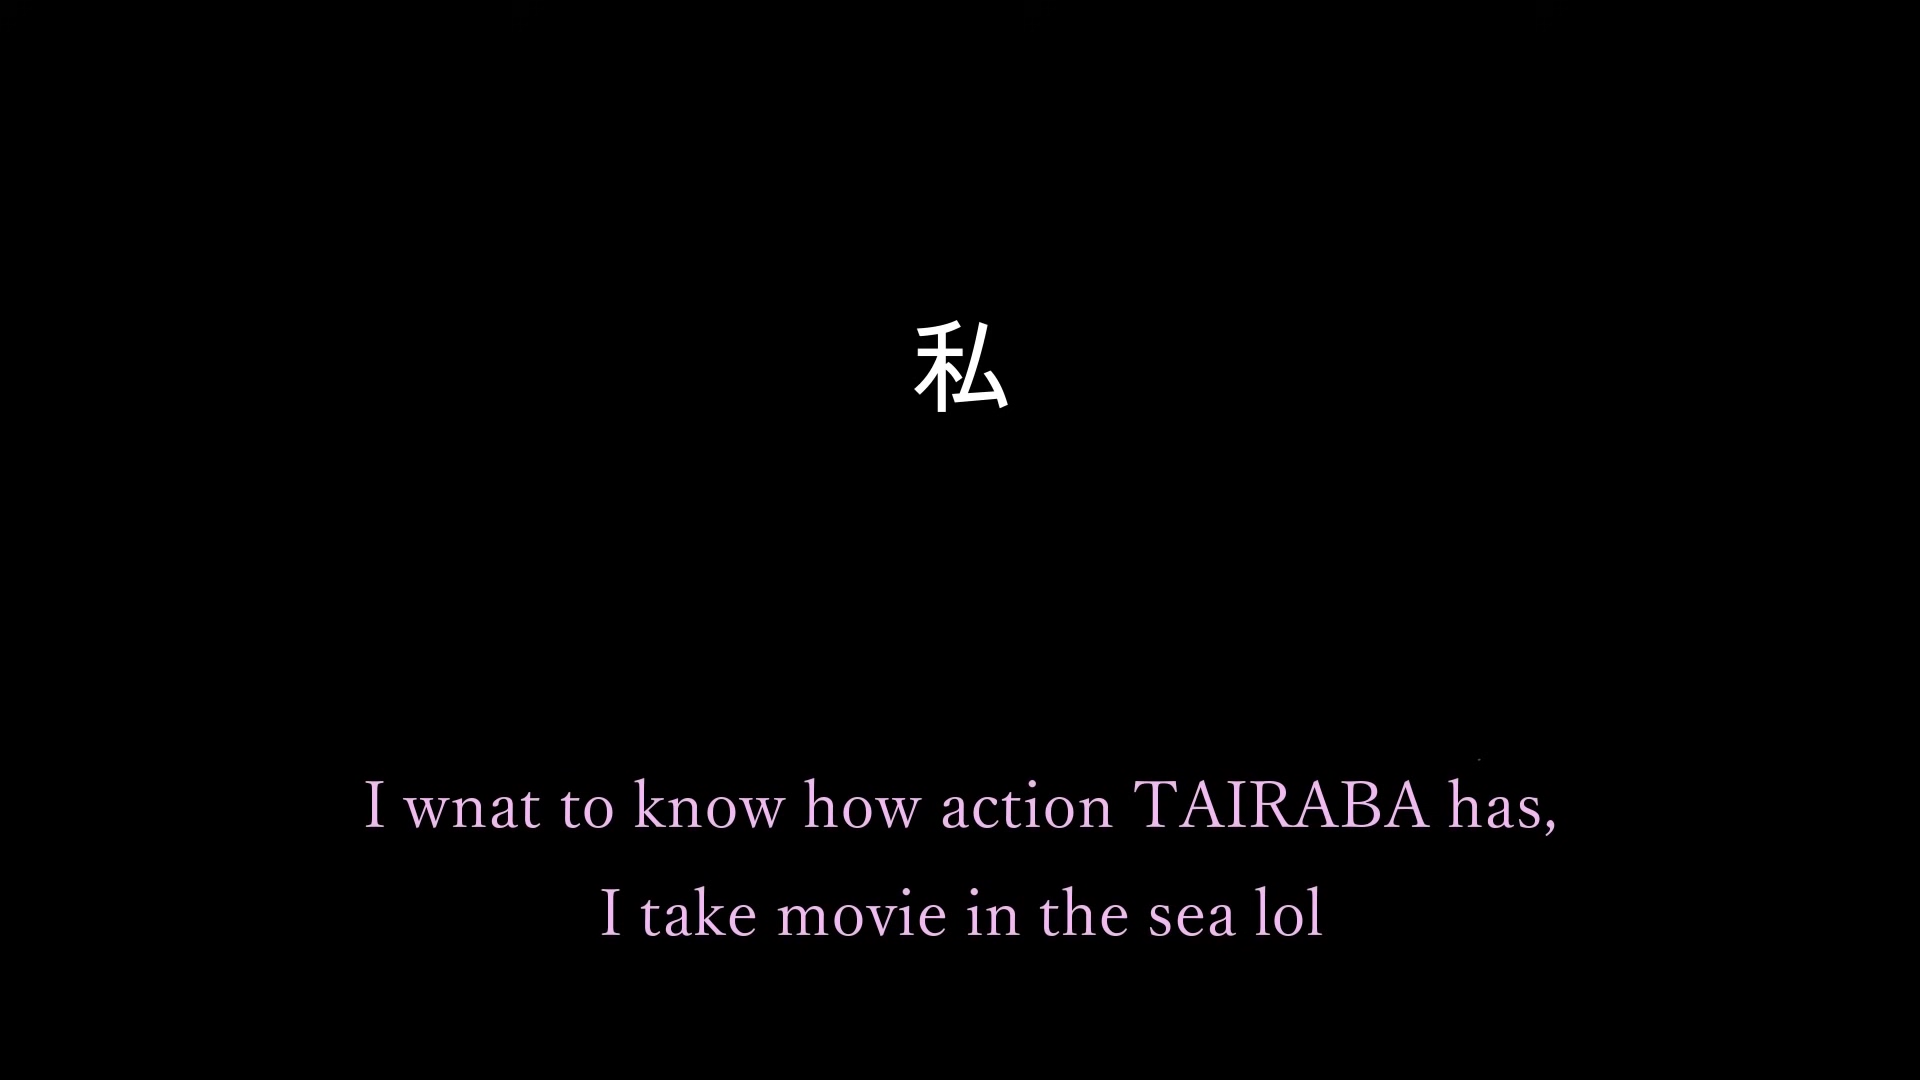 私
I wnat to know how action TAIRABA has,
I take movie in the sea lol